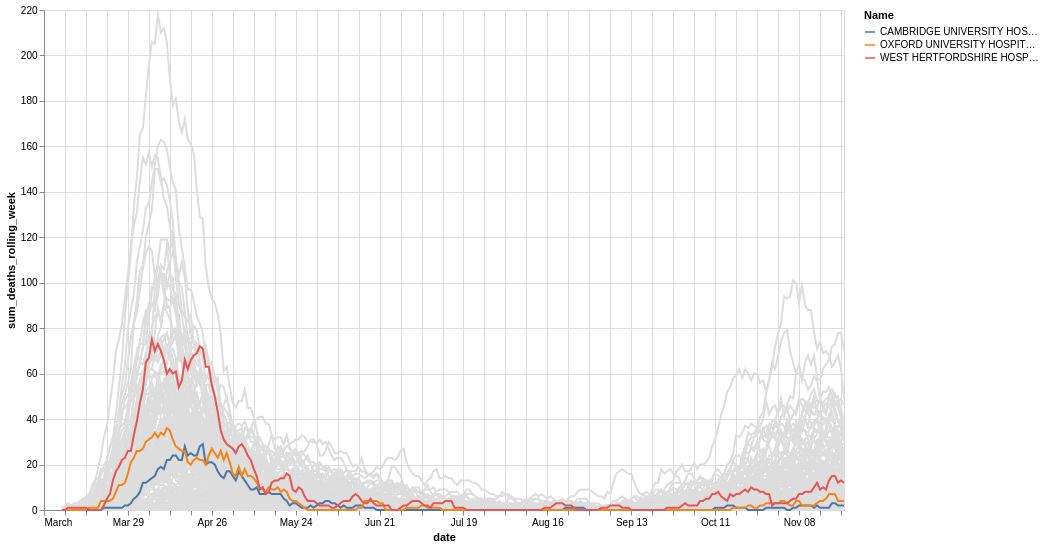 220
200
180
160
140
120
100
80
60
40
20
0
sum_deaths_rolling_week
March Mar 29 Apr 26 May 24 Jun 21 Jul 19 Aug 16 Sep 13 Oct 11 Nov 08
date
Name
CAMBRIDGE UNIVERSITY HOS…
OXFORD UNIVERSITY HOSPIT…
WEST HERTFORDSHIRE HOSP…